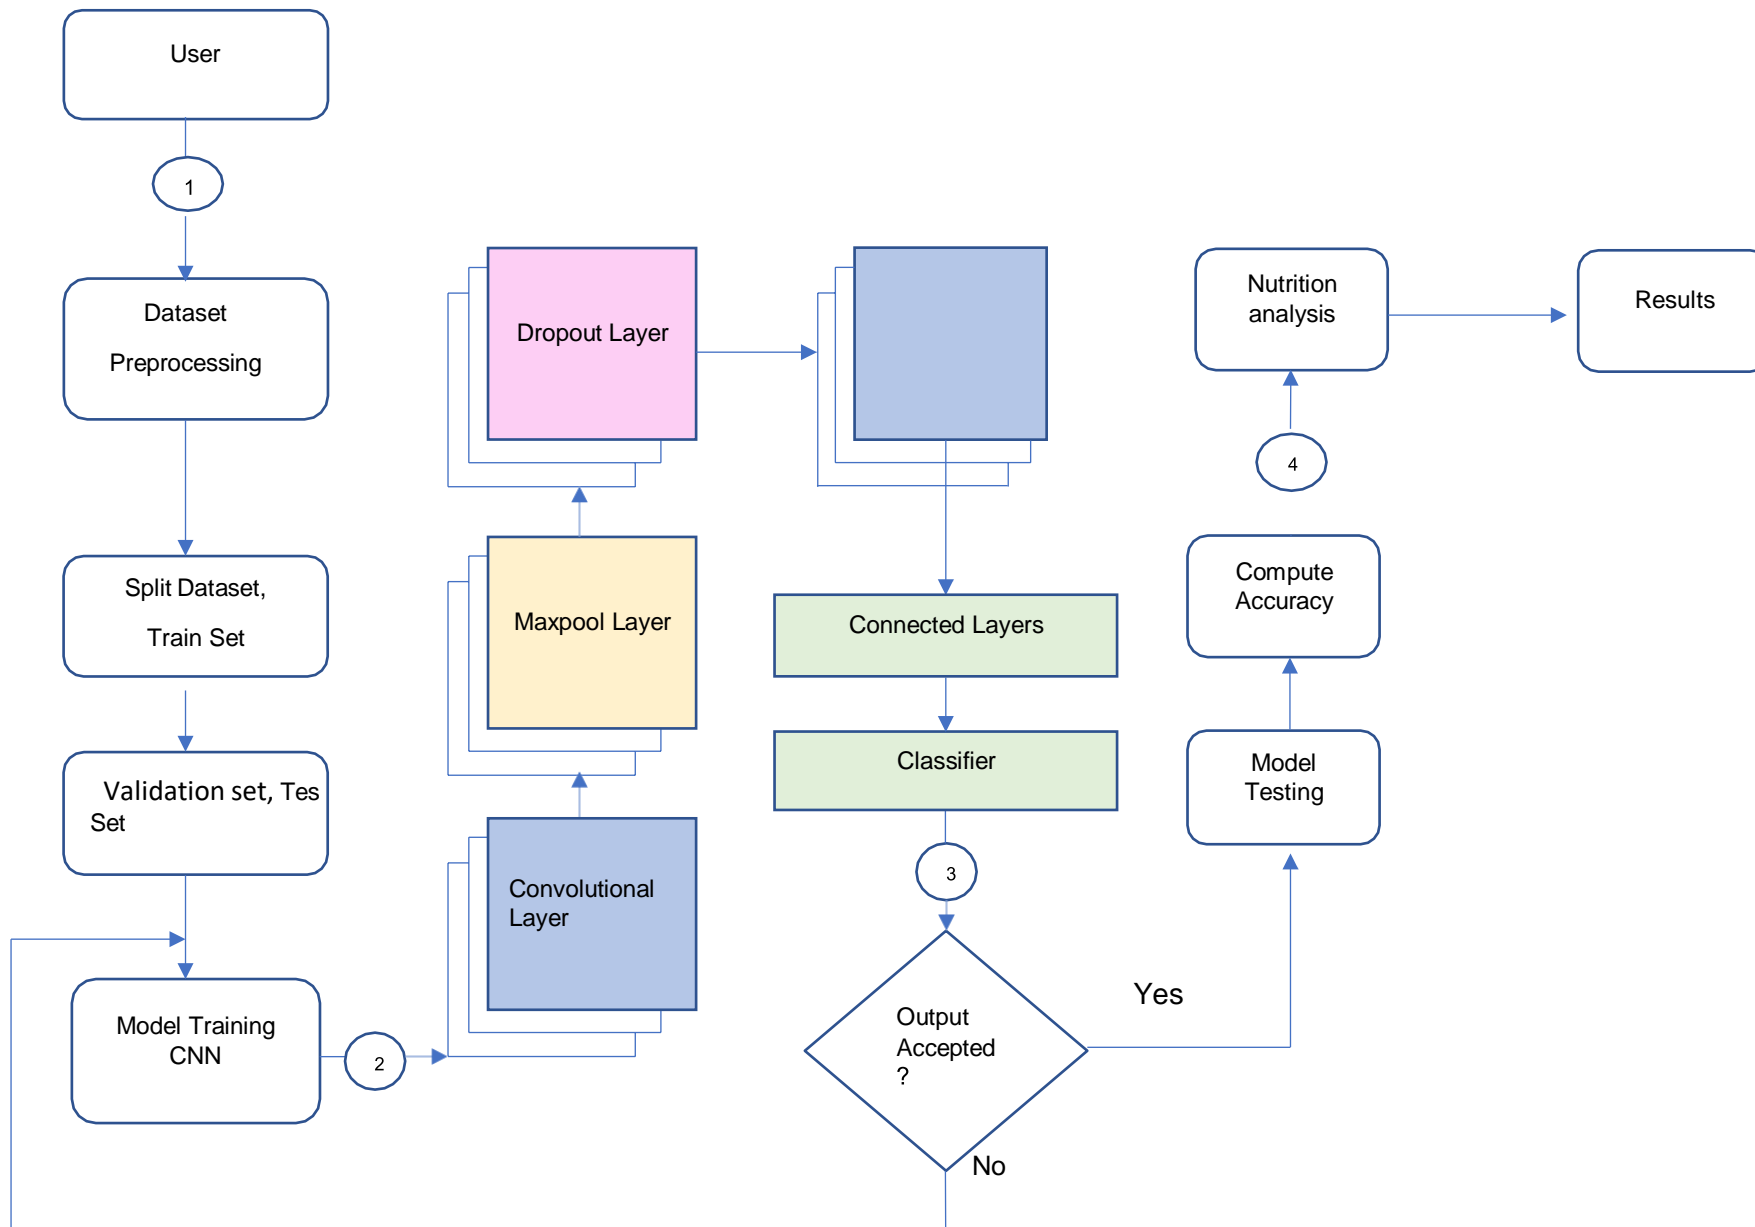 User
1
Dataset
Preprocessing
Split Dataset,
Train Set
Validation set, Tes
Set
Model Training
CNN
2
Convolutional
Layer
Maxpool Layer
Dropout Layer
Connected Layers
Classifier
3
Output
Accepted
?
Yes
No
Model
Testing
Compute
Accuracy
4
Nutrition
analysis
Results